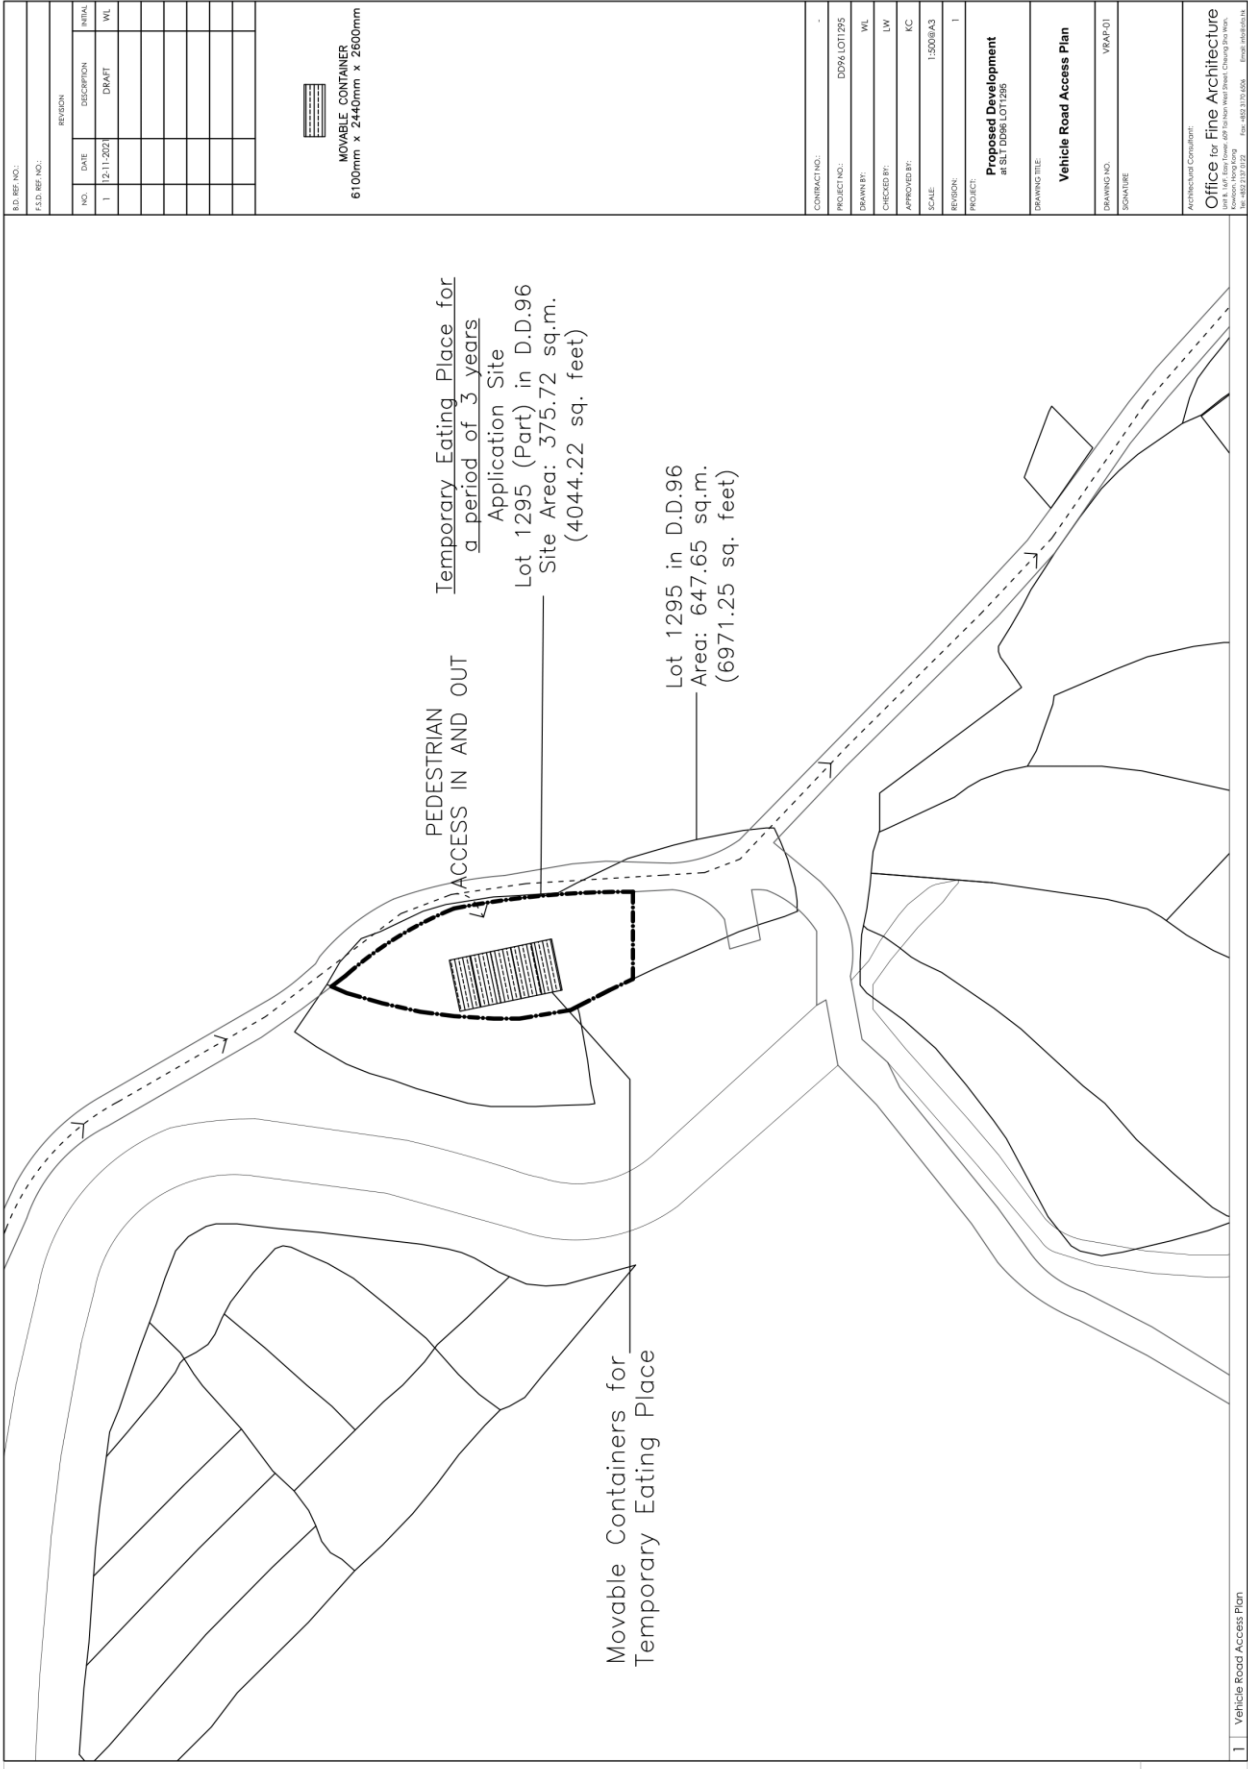 Temporary Eating Place for
a period of 3 years
Application Site
Lot 1295 (Part) in D.D.96
Site Area: 375.72 sq.m.
(4044.22 sq. feet)
PEDESTRIAN
ACCESS IN AND OUT
Lot 1295 in D.D.96
Area: 647.65 sq.m.
(6971.25 sq. feet)
Movable Containers for
Temporary Eating Place
B.D. REF. NO.:
F.S.D. REF. NO.:
REVISION
NO. DATE DESCRIPTION INITIAL
1 12-11-2021 DRAFT WL
MOVABLE CONTAINER
6100mm x 2440mm x 2600mm
CONTRACT NO.: -
PROJECT NO.: DD96 LOT1295
DRAWN BY: WL
CHECKED BY: LW
APPROVED BY: KC
SCALE: 1:500@A3
REVISION: 1
PROJECT:
Proposed Development
at SLT DD96 LOT1295
DRAWING TITLE:
Vehicle Road Access Plan
DRAWING NO. VRAP-01
SIGNATURE
Architectural Consultant:
Office for Fine Architecture
Kowloon, Hong Kong
1 Vehicle Road Access Plan